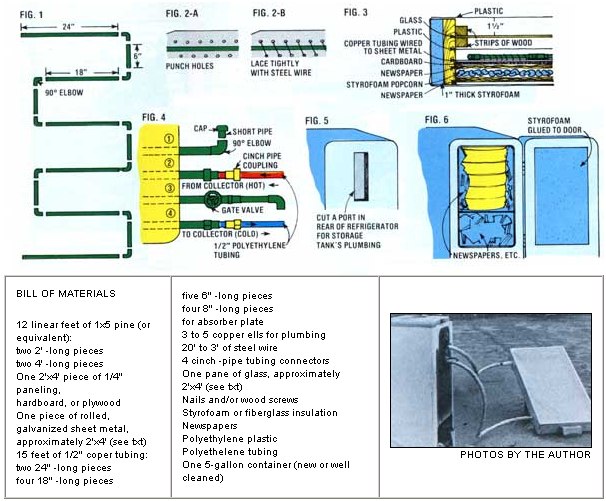 FIG. 1
24"
6"
18"
90° ELBOW
FIG. 2-A
PUNCH HOLES
FIG. 2-B
LACE TIGHTLY
WITH STEEL WIRE
FIG. 3
PLASTIC
GLASS
1½"
PLASTIC
STRIPS OF WOOD
COPPER TUBING WIRED
TO SHEET METAL
CARDBOARD
NEWSPAPER
STYROFOAM POPCORN
NEWSPAPER
1" THICK STYROFOAM
FIG. 4
1
2
3
4
CAP
SHORT PIPE
90° ELBOW
CINCH PIPE
COUPLING
FROM COLLECTOR (HOT)
GATE VALVE
TO COLLECTOR (COLD)
1/2" POLYETHYLENE
TUBING
FIG. 5
CUT A PORT IN
REAR OF REFRIGERATOR
FOR STORAGE
TANK'S PLUMBING
FIG. 6
STYROFOAM
GLUED TO DOOR
NEWSPAPERS, ETC.
BILL OF MATERIALS
12 linear feet of 1x5 pine (or
equivalent):
two 2' -long pieces
two 4' -long pieces
One 2'x4' piece of 1/4"
paneling,
hardboard, or plywood
One piece of rolled,
galvanized sheet metal,
approximately 2'x4' (see txt)
15 feet of 1/2" coper tubing:
two 24" -long pieces
four 18" -long pieces
five 6" -long pieces
four 8" -long pieces
for absorber plate
3 to 5 copper ells for plumbing
20' to 3' of steel wire
4 cinch -pipe tubing connectors
One pane of glass, approximately
2'x4' (see txt)
Nails and/or wood screws
Styrofoam or fiberglass insulation
Newspapers
Polyethylene plastic
Polyethelene tubing
One 5-gallon container (new or well
cleaned)
PHOTOS BY THE AUTHOR